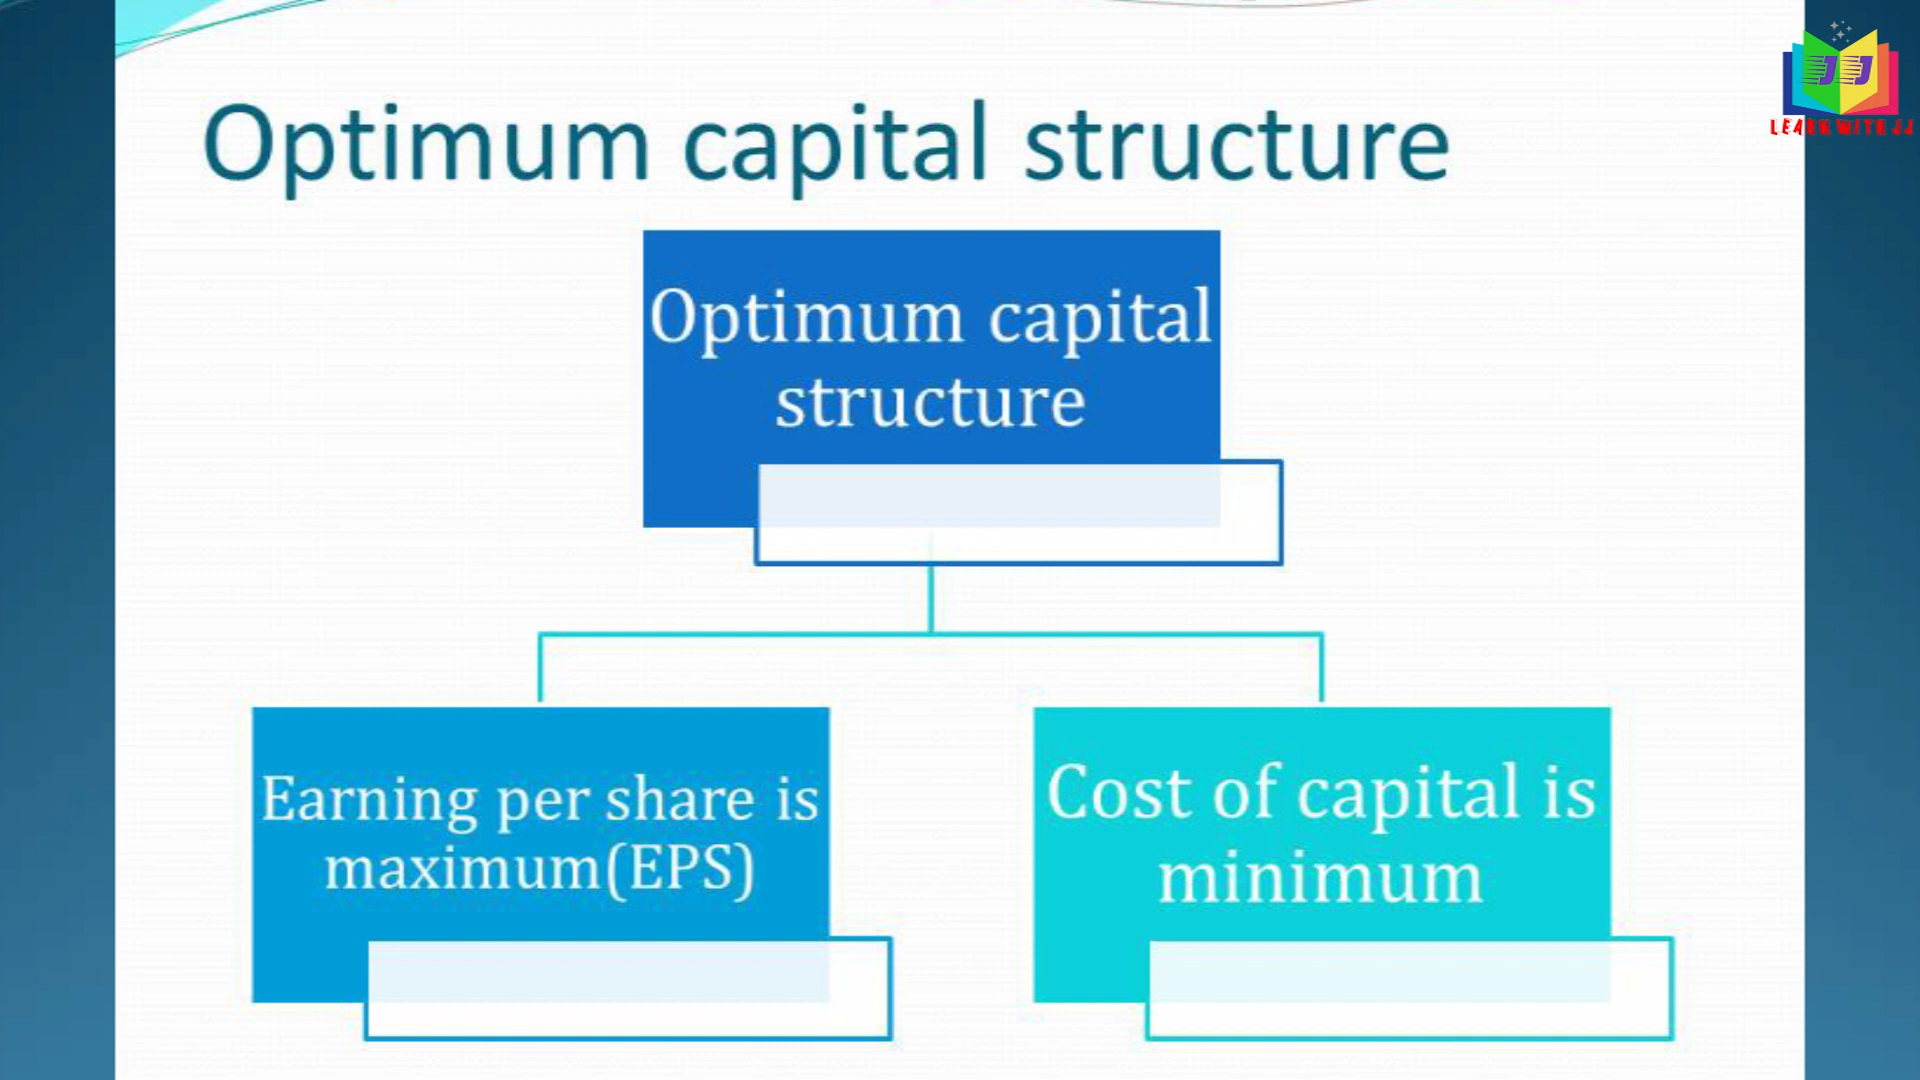 Optimum capital structure
LEARN WITH JJ
Optimum capital
structure
Earning per share is
maximum(EPS)
Cost of capital is
minimum